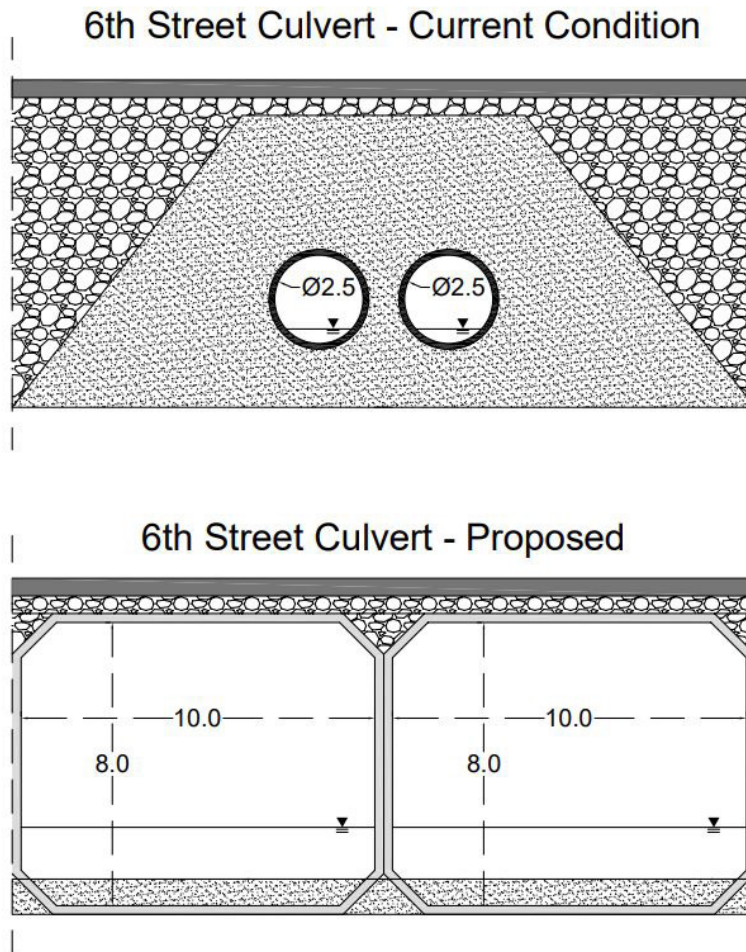 6th Street Culvert - Current Condition
Ø2.5 Ø2.5
6th Street Culvert - Proposed
10.0 10.0
8.0 8.0